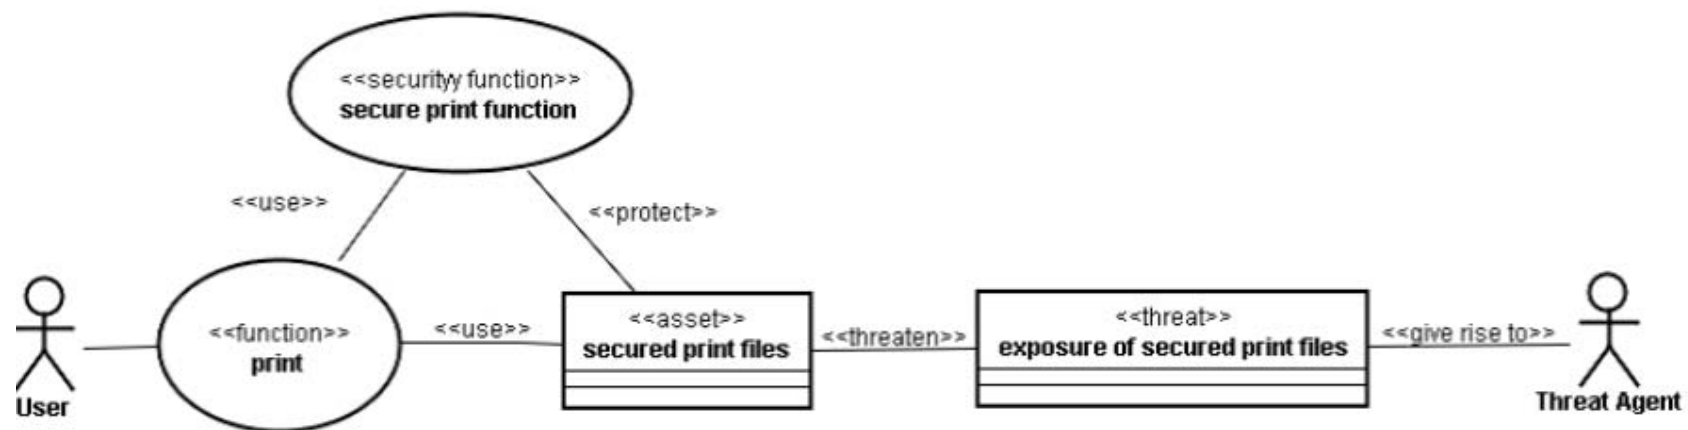 <<securityy function>>
secure print function
<<use>>
<<protect>>
<<function>>
print
<<use>>
<<asset>>
secured print files
<<threaten>>
<<threat>>
exposure of secured print files
<<give rise to>>
User
Threat Agent